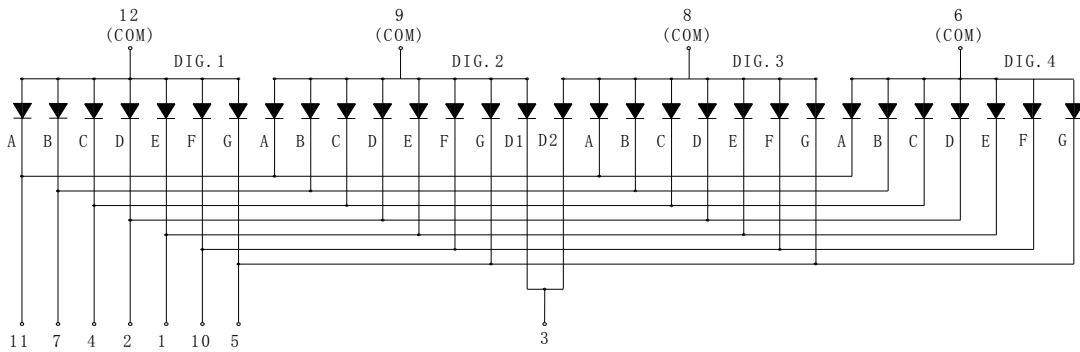 12 9 8 6
(COM) (COM) (COM) (COM)
DIG.1 DIG.2 DIG.3 DIG.4
A B C D E F G A B C D E F G D1 D2 A B C D E F G A B C D E F G
11 7 4 2 1 10 5 3